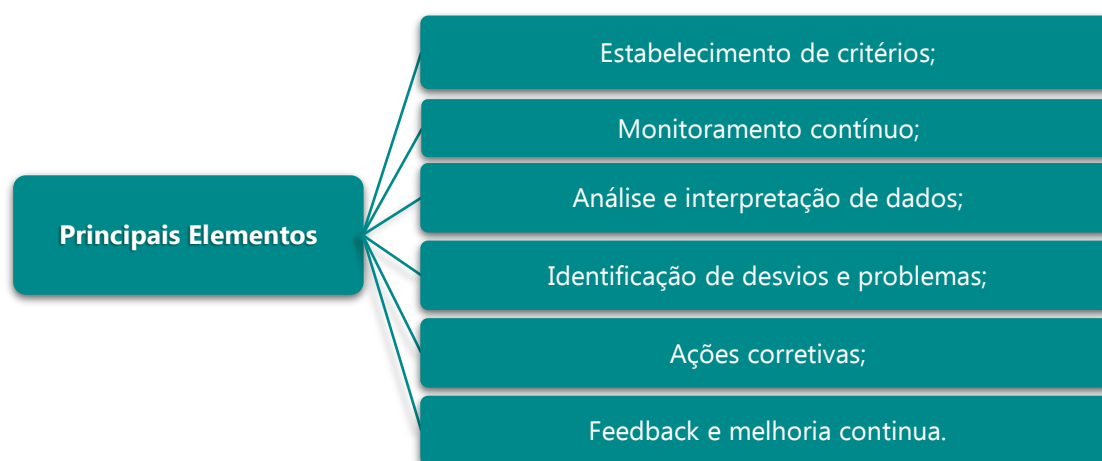 Principais Elementos
Estabelecimento de critérios;
Monitoramento contínuo;
Análise e interpretação de dados;
Identificação de desvios e problemas;
Ações corretivas;
Feedback e melhoria continua.